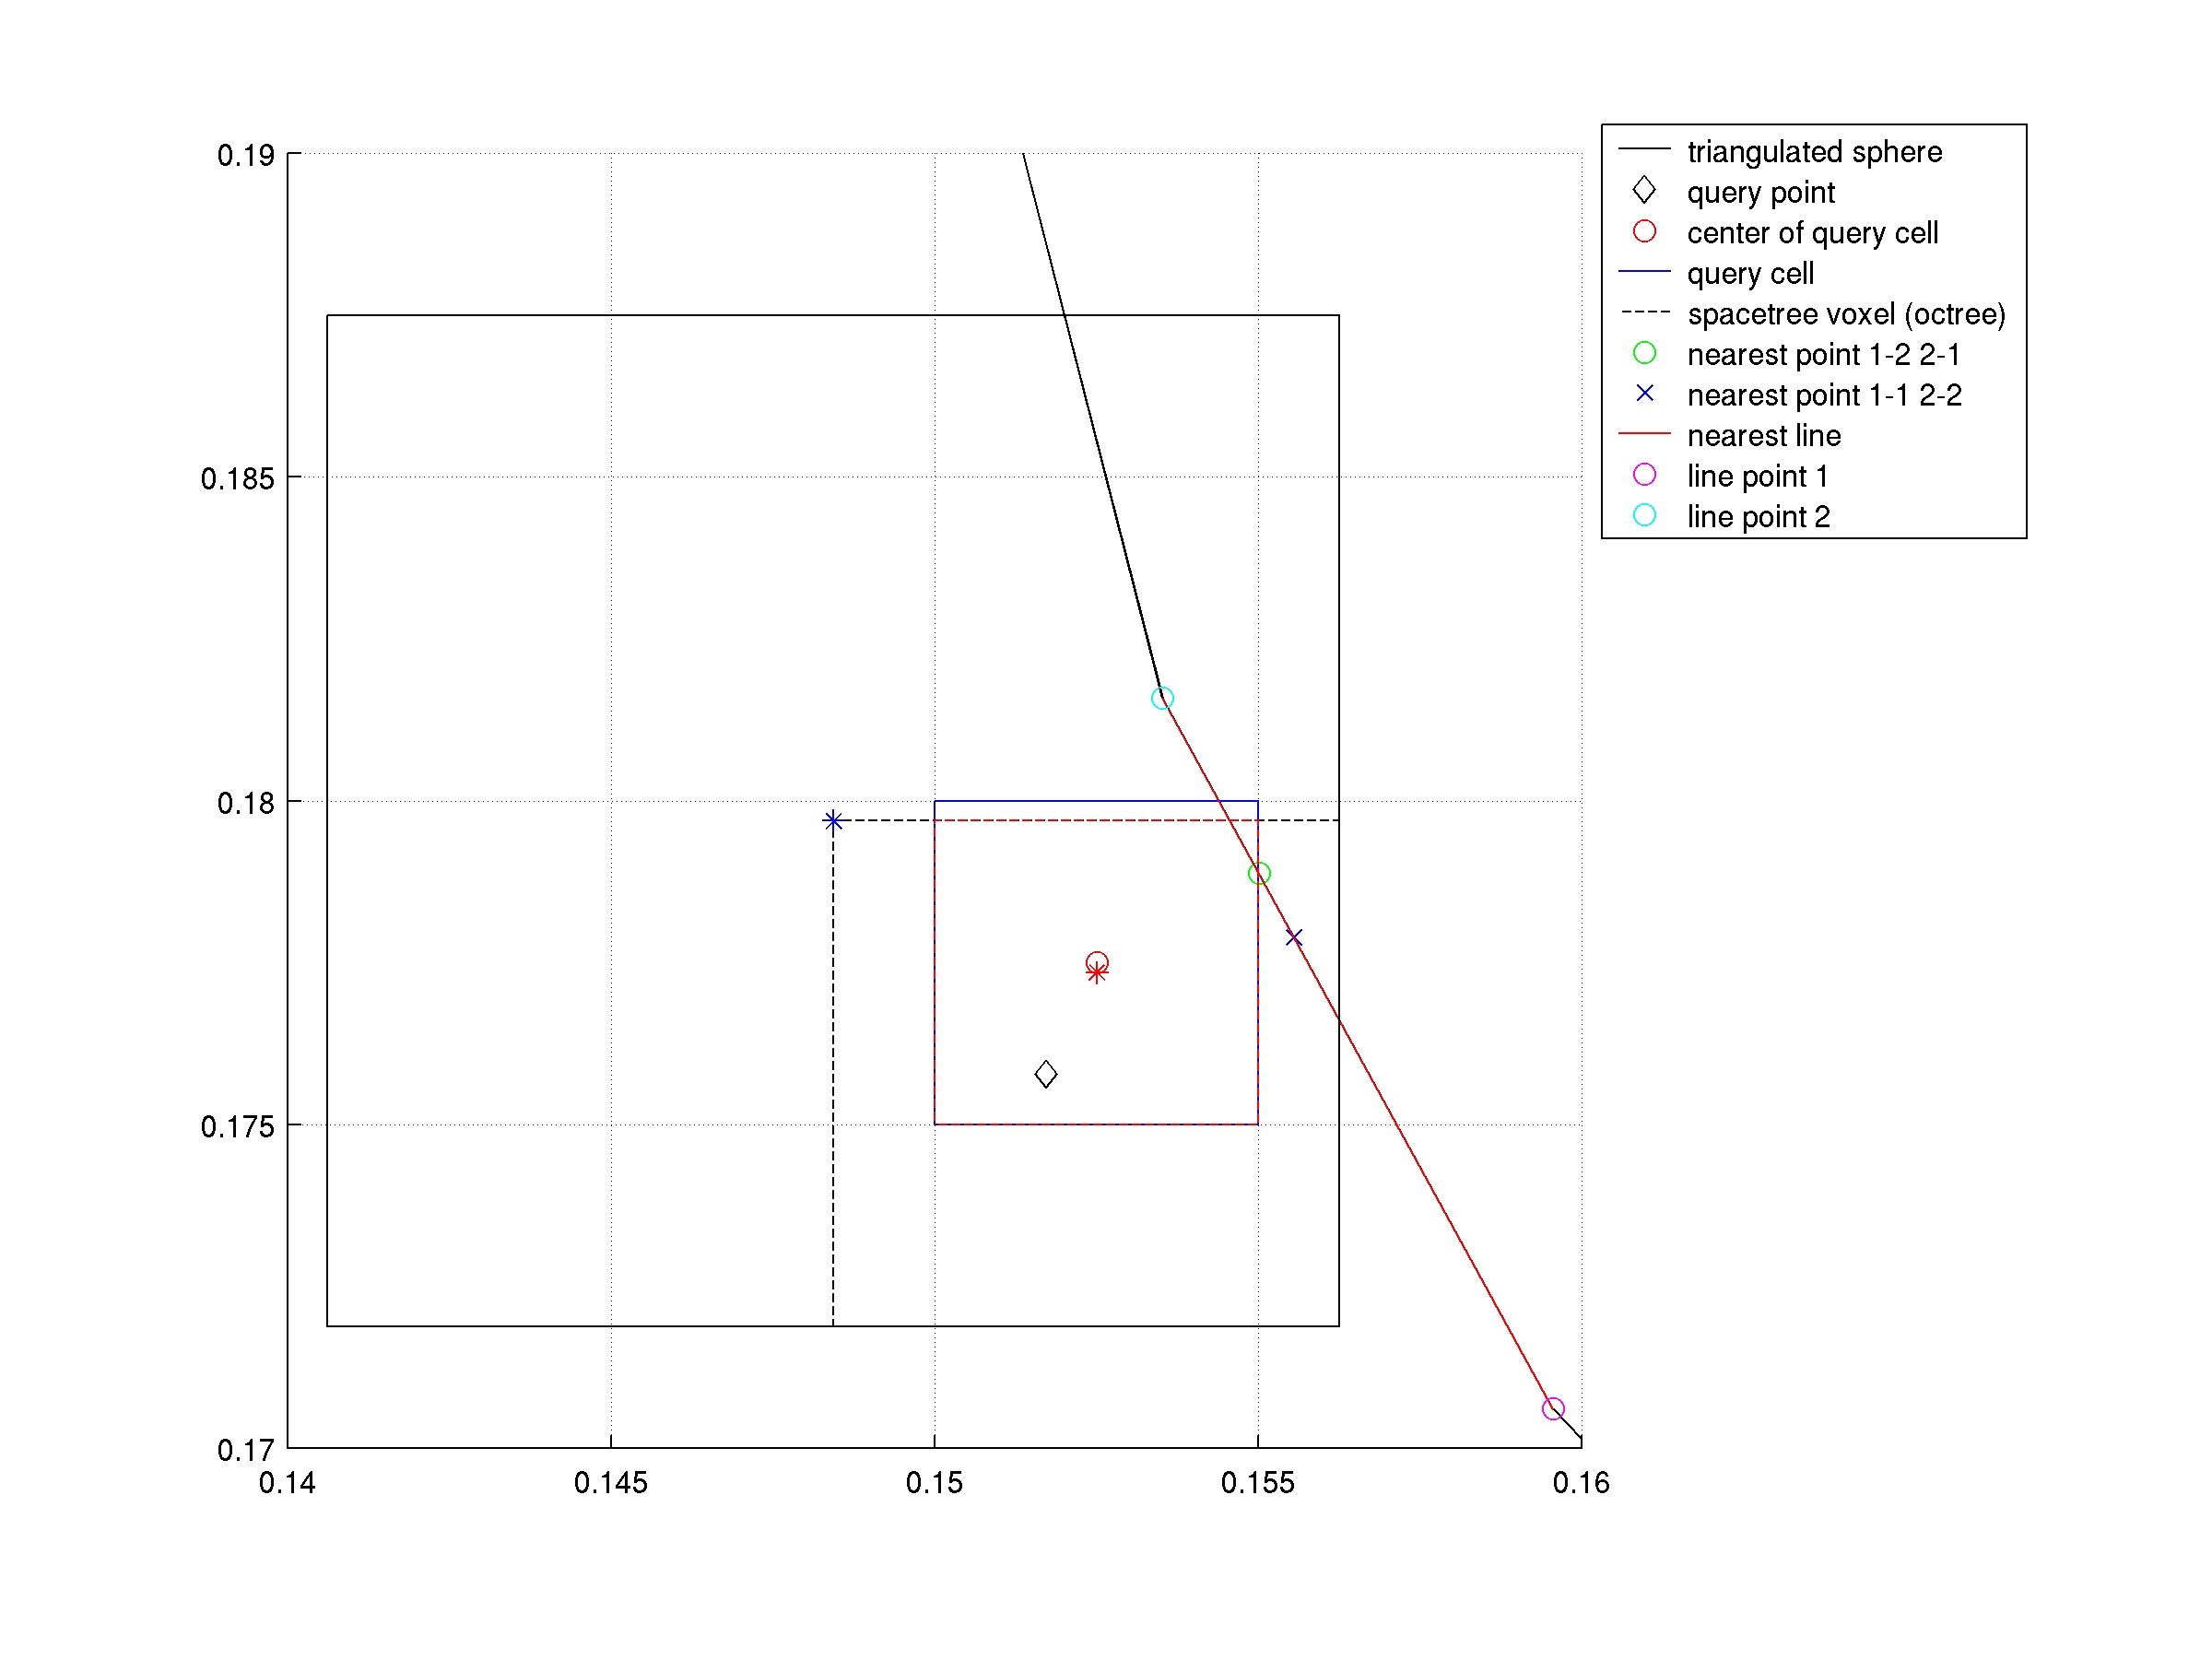 0.19
0.185
0.18
0.175
0.17
0.14 0.145 0.15 0.155 0.16
triangulated sphere
query point
center of query cell
query cell
spacetree voxel (octree)
nearest point 1-2 2-1
nearest point 1-1 2-2
nearest line
line point 1
line point 2